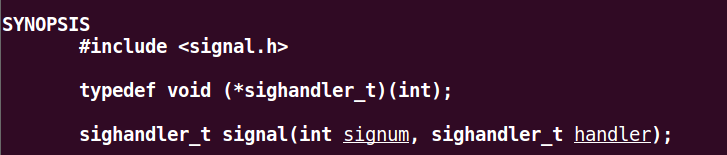 SYNOPSIS
#include <signal.h>
typedef void (*sighandler_t)(int);
sighandler_t signal(int signum, sighandler_t handler);